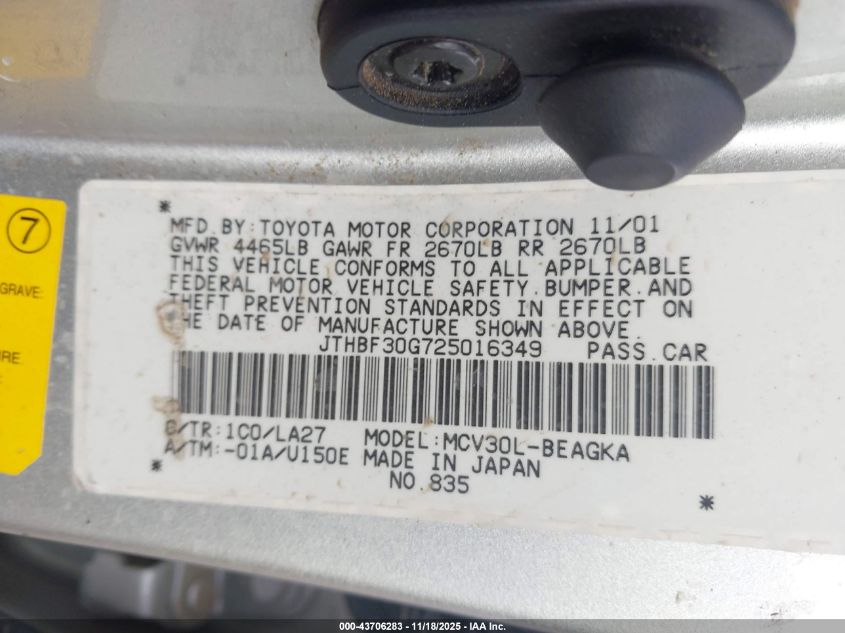 7
GRAVE
URE.
MFD.BY:TOYOTA MOTOR CORPORATION 11/01
GVWR 4465LB GAWR FR 2670LB RR 2670LB
THIS VEHICLE CONFORMS TO ALL APPLICABLE
FEDERAL MOTOR VEHICLE SAFETY.BUMPER.AND
THEFT PREVENTION STANDARDS IN EFFECT ON
THE DATE OF MANUFACTURE SHOWN ABOVE.
JTHBF30G725016349 PASS.CAR
C/TR:1C0/LA27 MODEL:MCV30L-BEAGKA
A/TM:-01A/U150E MADE IN JAPAN
NO.835
000-43706283 - 11/18/2025 - IAA Inc.